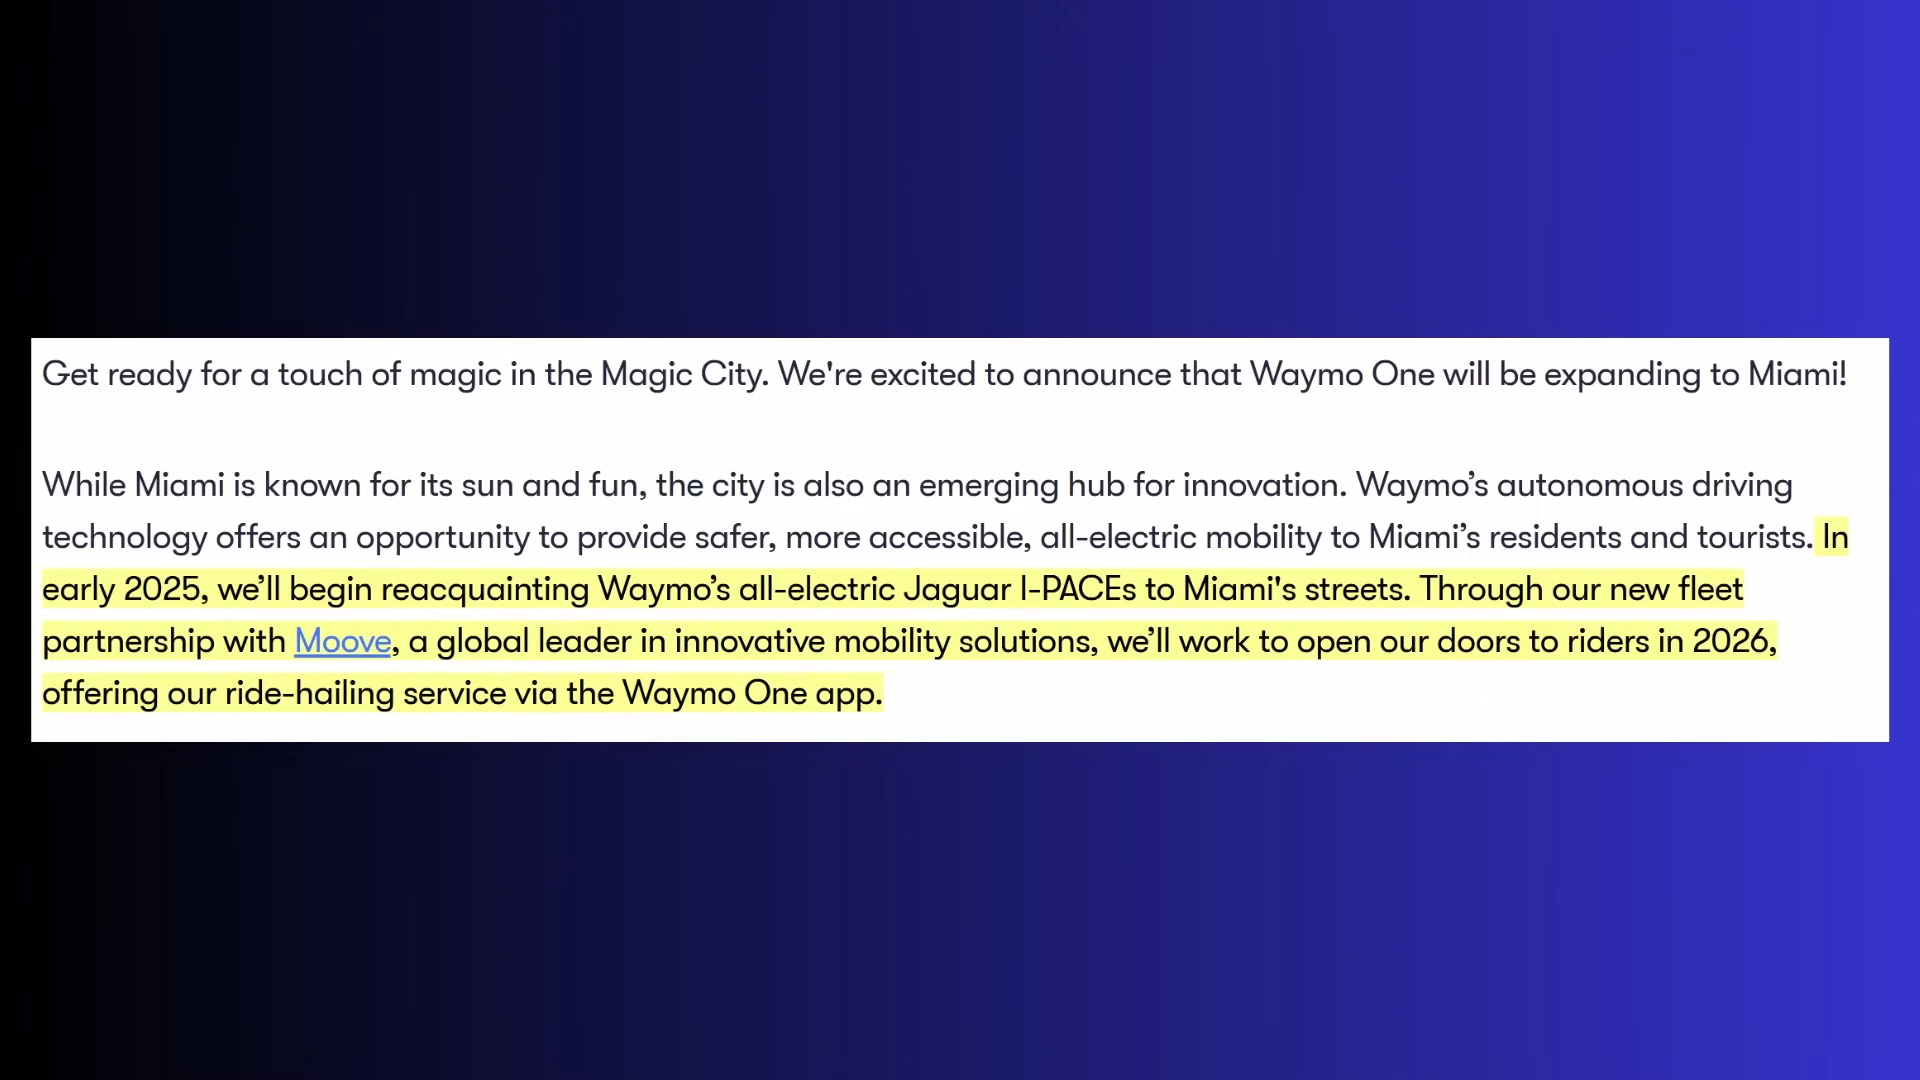 Get ready for a touch of magic in the Magic City. We're excited to announce that Waymo One will be expanding to Miami!
While Miami is known for its sun and fun, the city is also an emerging hub for innovation. Waymo’s autonomous driving
technology offers an opportunity to provide safer, more accessible, all-electric mobility to Miami’s residents and tourists. In
early 2025, we’ll begin reacquainting Waymo’s all-electric Jaguar I-PACEs to Miami's streets. Through our new fleet
partnership with Moove, a global leader in innovative mobility solutions, we’ll work to open our doors to riders in 2026,
offering our ride-hailing service via the Waymo One app.